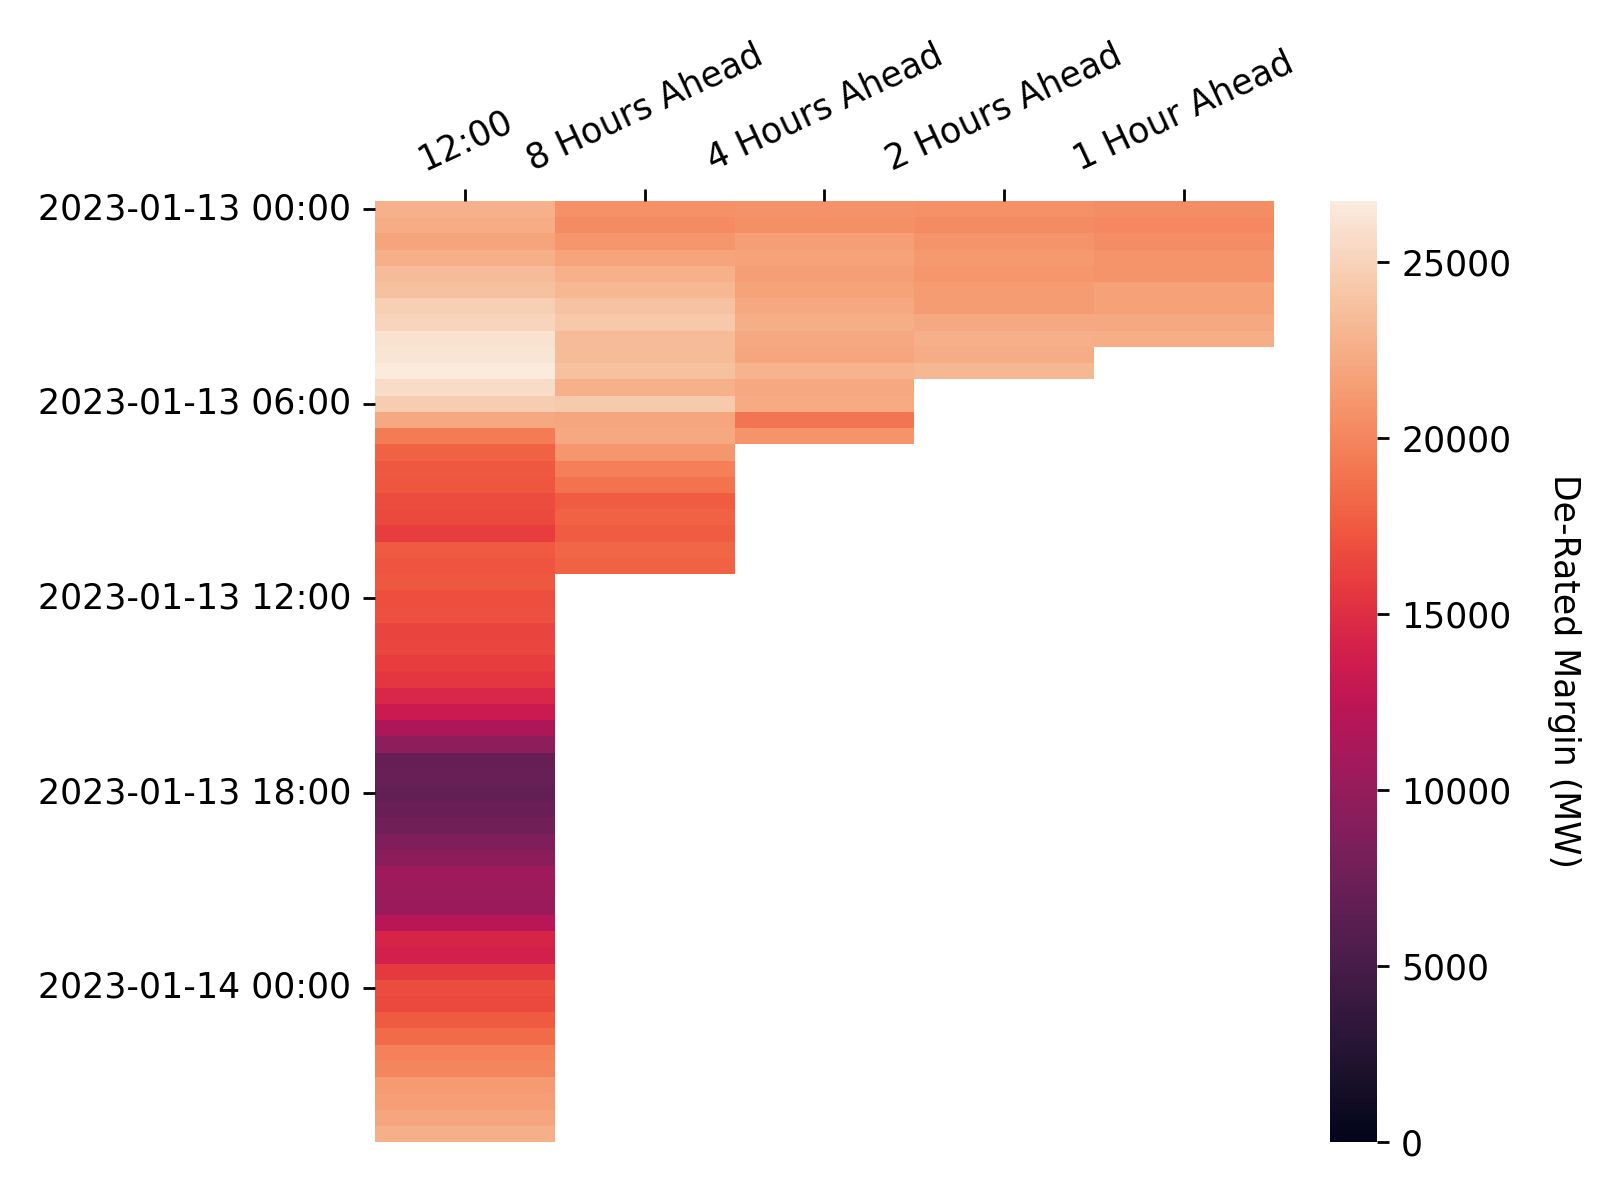 12:00
8 Hours Ahead
4 Hours Ahead
2 Hours Ahead
1 Hour Ahead
2023-01-13 00:00
2023-01-13 06:00
2023-01-13 12:00
2023-01-13 18:00
2023-01-14 00:00
25000
20000
15000
10000
5000
0
De-Rated Margin (MW)